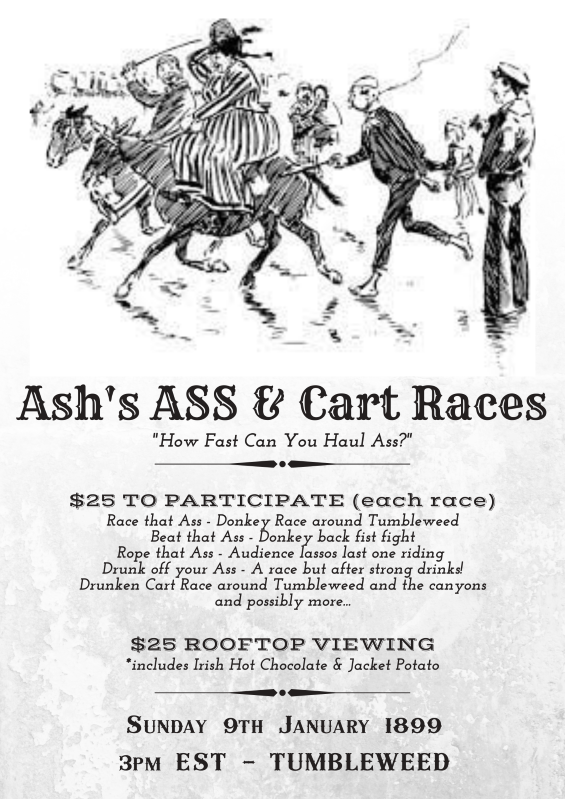 Ash's ASS & Cart Races
"How Fast Can You Haul Ass?"
$25 TO PARTICIPATE (each race)
Race that Ass - Donkey Race around Tumbleweed
Beat that Ass - Donkey back fist fight
Rope that Ass - Audience lassos last one riding
Drunk off your Ass - A race but after strong drinks!
Drunken Cart Race around Tumbleweed and the canyons
and possibly more...
$25 ROOFTOP VIEWING
*includes Irish Hot Chocolate & Jacket Potato
Sunday 9th January 1899
3pm EST - TUMBLEWEED